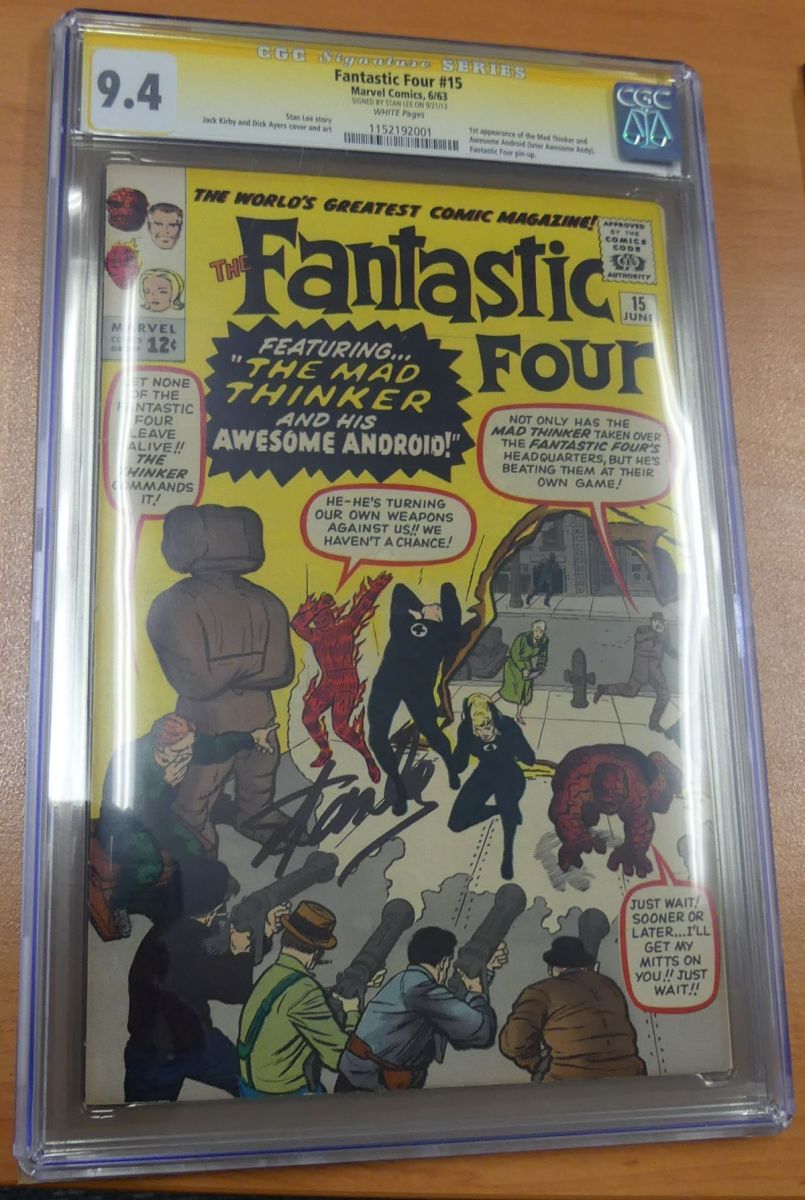 CGC Signature SERIES
9.4
Fantastic Four #15
Marvel Comics, 6/63
SIGNED BY STAN LEE ON 9/21/13
WHITE Pages
Stan Lee story
Jack Kirby and Dick Ayers cover and art
1152192001
1st appearance of the Mad Thinker and
Awesome Android (later Awesome Andy).
Fantastic Four pin-up.
CGC
THE WORLD'S GREATEST COMIC MAGAZINE!
APPROVED
BY THE
COMICS
CODE
AUTHORITY
THE Fantastic
Four
15
JUNE
MARVEL
COMICS
GROUP 12¢
FEATURING...
"THE MAD
THINKER
AND HIS
AWESOME ANDROID!"
LET NONE
OF THE
FANTASTIC
FOUR
LEAVE
ALIVE!!
THE
THINKER
COMMANDS
IT!
HE-HE'S TURNING
OUR OWN WEAPONS
AGAINST US!! WE
HAVEN'T A CHANCE!
NOT ONLY HAS THE
MAD THINKER TAKEN OVER
THE FANTASTIC FOUR'S
HEADQUARTERS, BUT HE'S
BEATING THEM AT THEIR
OWN GAME!
4
4
Stan Lee
JUST WAIT!
SOONER OR
LATER...I'LL
GET MY
MITTS ON
YOU!! JUST
WAIT!!